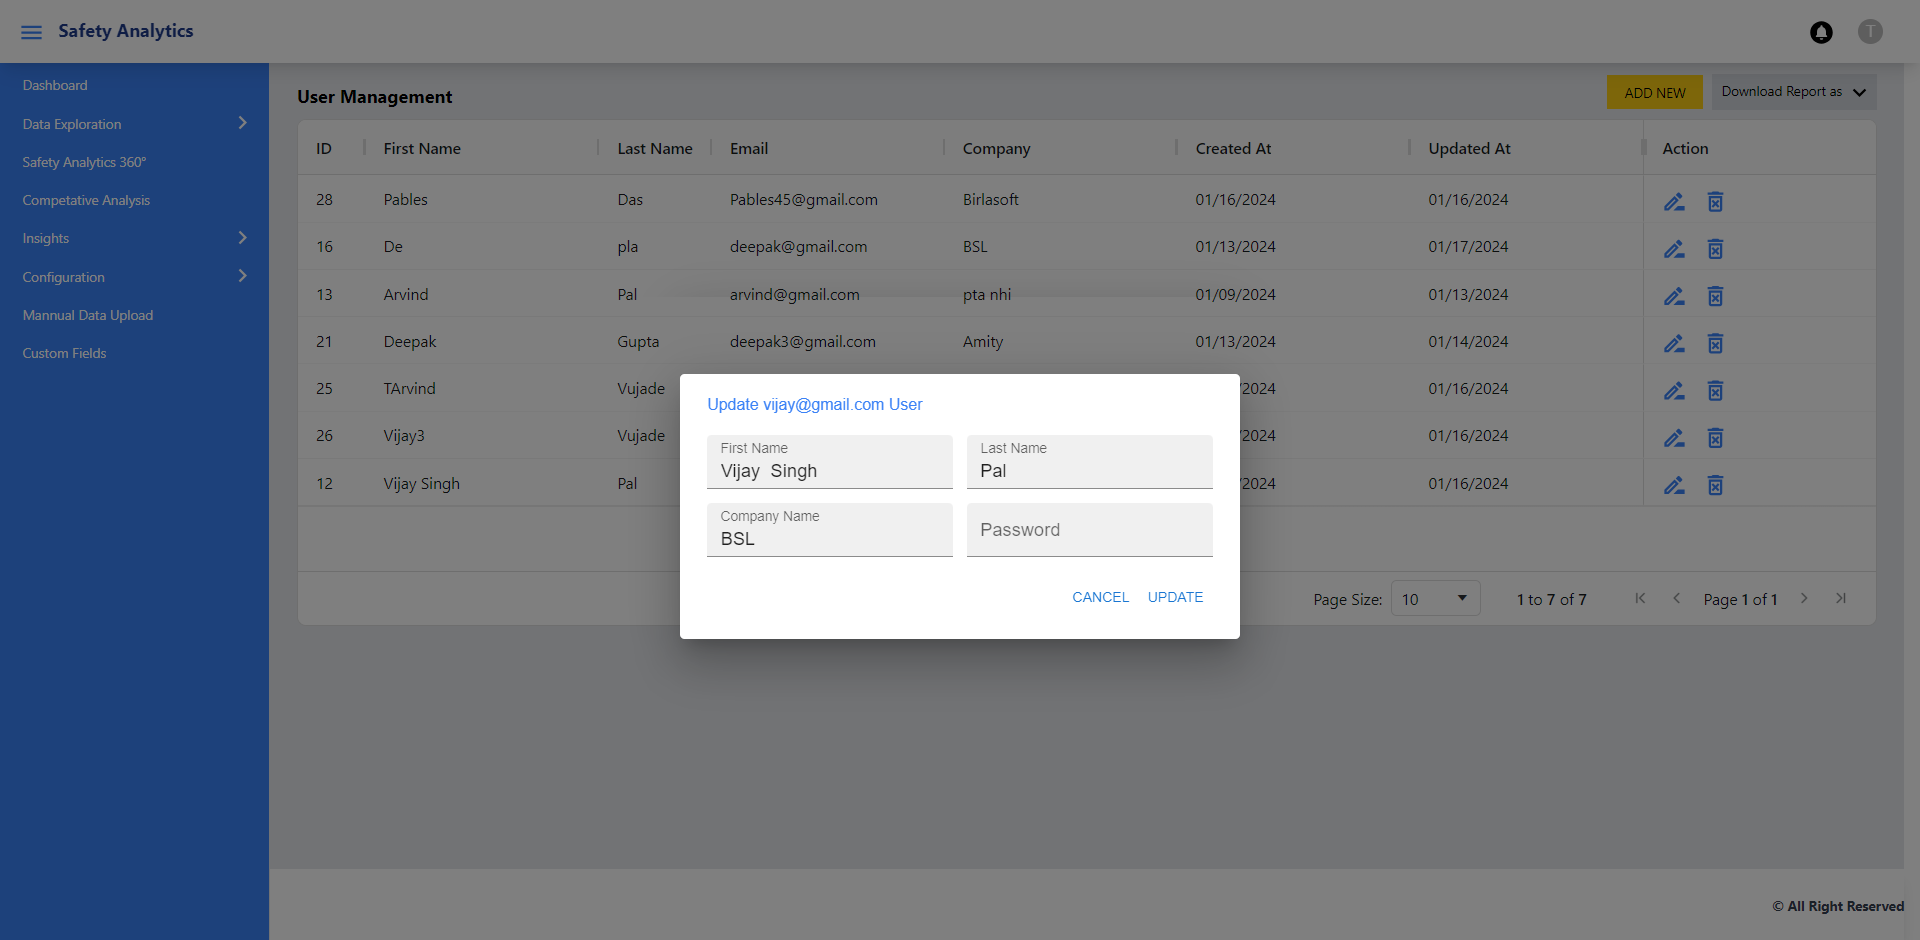 Safety Analytics
T
Dashboard
Data Exploration
Safety Analytics 360°
Competative Analysis
Insights
Configuration
Mannual Data Upload
Custom Fields
User Management
ADD NEW
Download Report as
ID First Name Last Name Email Company Created At Updated At Action
28 Pables Das Pables45@gmail.com Birlasoft 01/16/2024 01/16/2024
16 De pla deepak@gmail.com BSL 01/13/2024 01/17/2024
13 Arvind Pal arvind@gmail.com pta nhi 01/09/2024 01/13/2024
21 Deepak Gupta deepak3@gmail.com Amity 01/13/2024 01/14/2024
25 TArvind Vujade /2024 01/16/2024
26 Vijay3 Vujade /2024 01/16/2024
12 Vijay Singh Pal /2024 01/16/2024
Update vijay@gmail.com User
First Name
Vijay  Singh
Last Name
Pal
Company Name
BSL
Password
CANCEL UPDATE
Page Size: 10 1 to 7 of 7 Page 1 of 1
© All Right Reserved